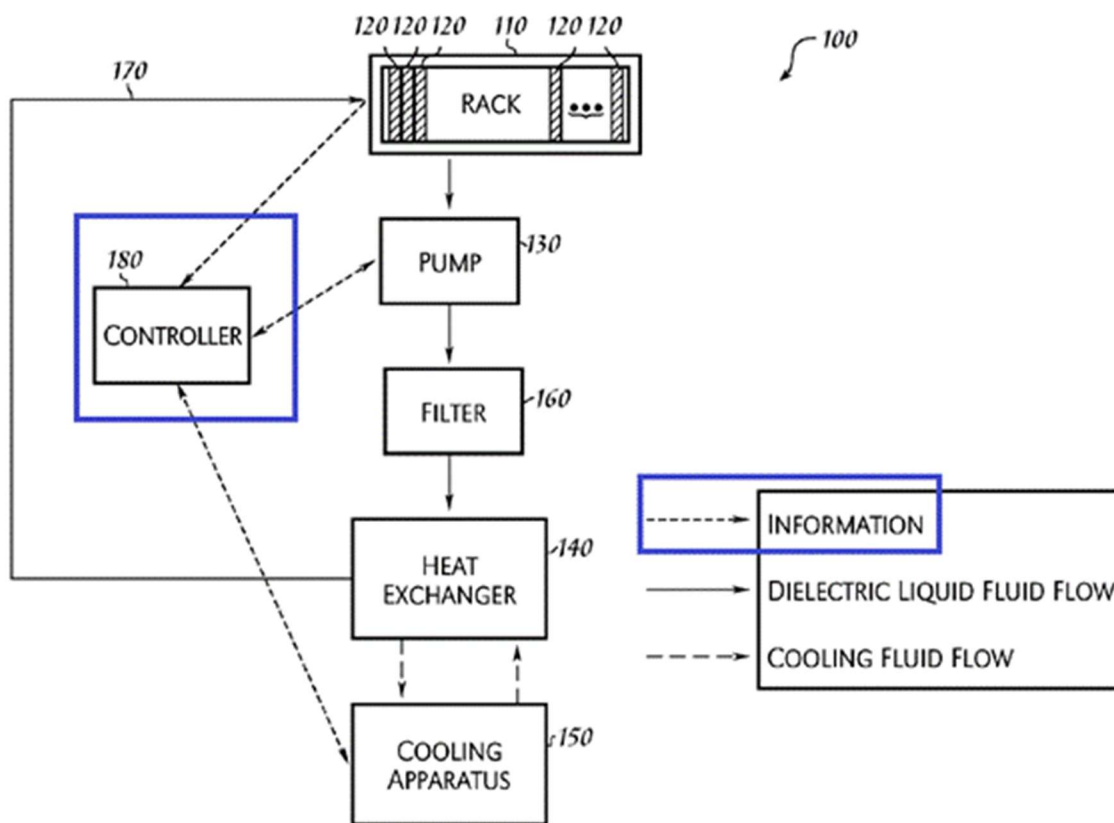 120 120 120 110 120 120
100
170
RACK
130
PUMP
180
CONTROLLER
160
FILTER
INFORMATION
140
HEAT
EXCHANGER
DIELECTRIC LIQUID FLUID FLOW
COOLING FLUID FLOW
150
COOLING
APPARATUS